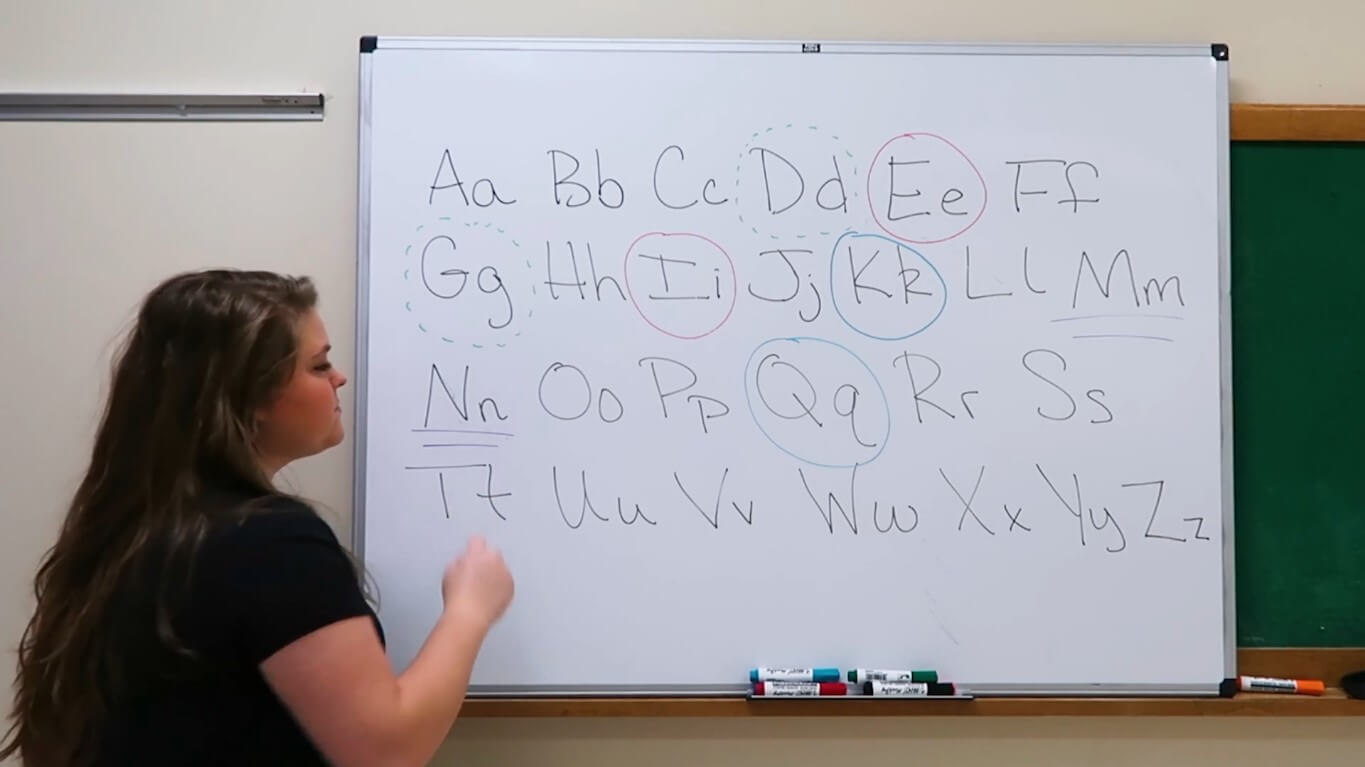 Aa Bb Cc Dd Ee Ff
Gg Hh Ii Jj Kk Ll Mm
Nn Oo Pp Qq Rr Ss
Tt Uu Vv Ww Xx Yy Zz